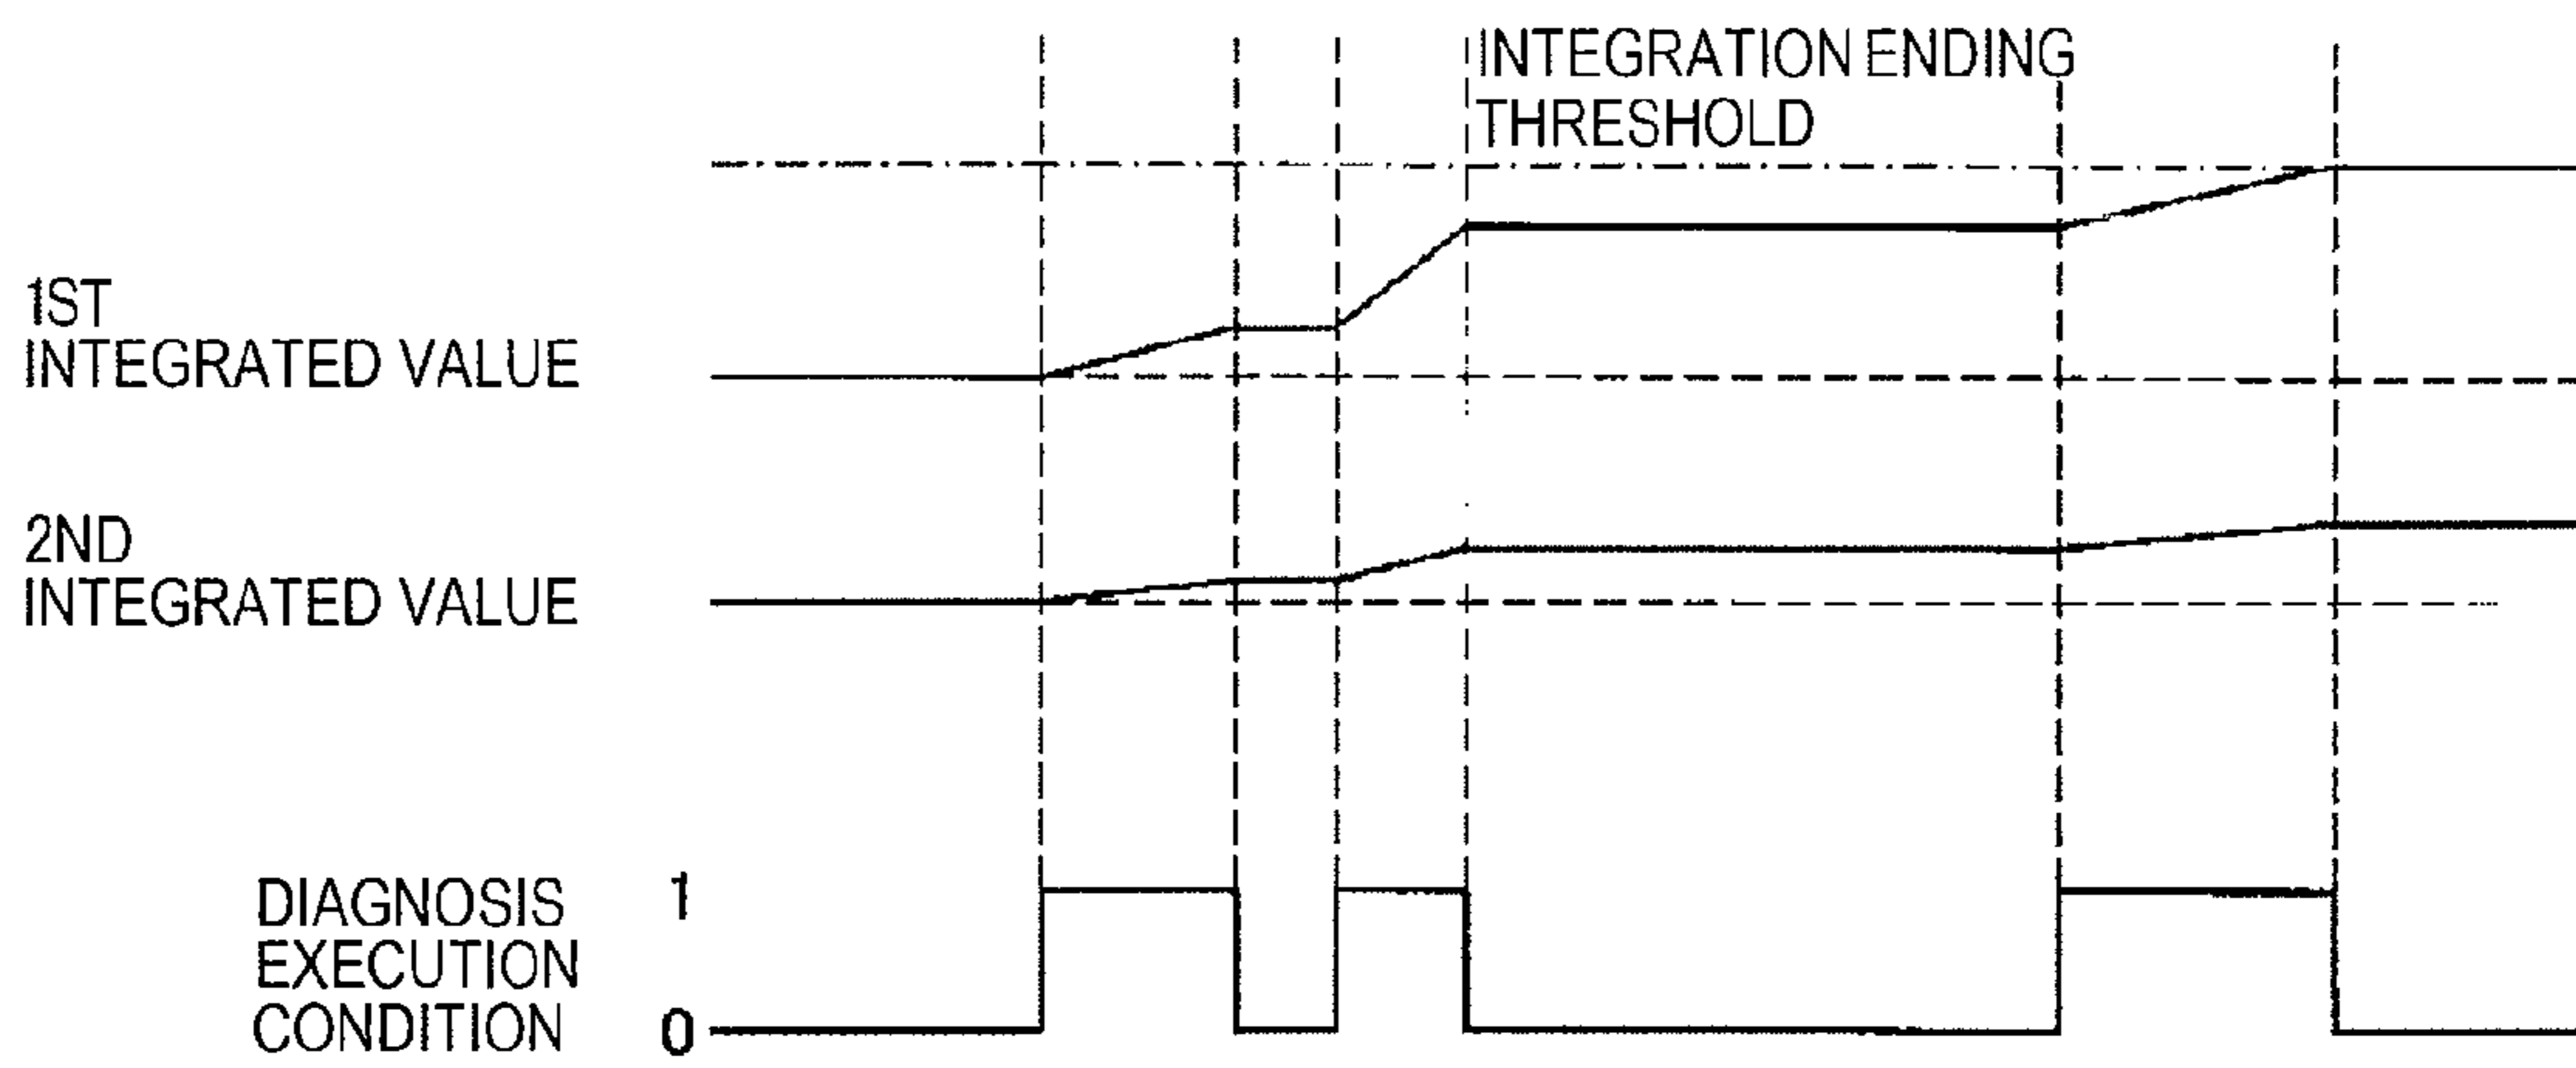 INTEGRATION ENDING
THRESHOLD
1ST
INTEGRATED VALUE
2ND
INTEGRATED VALUE
DIAGNOSIS
EXECUTION
CONDITION
1
0